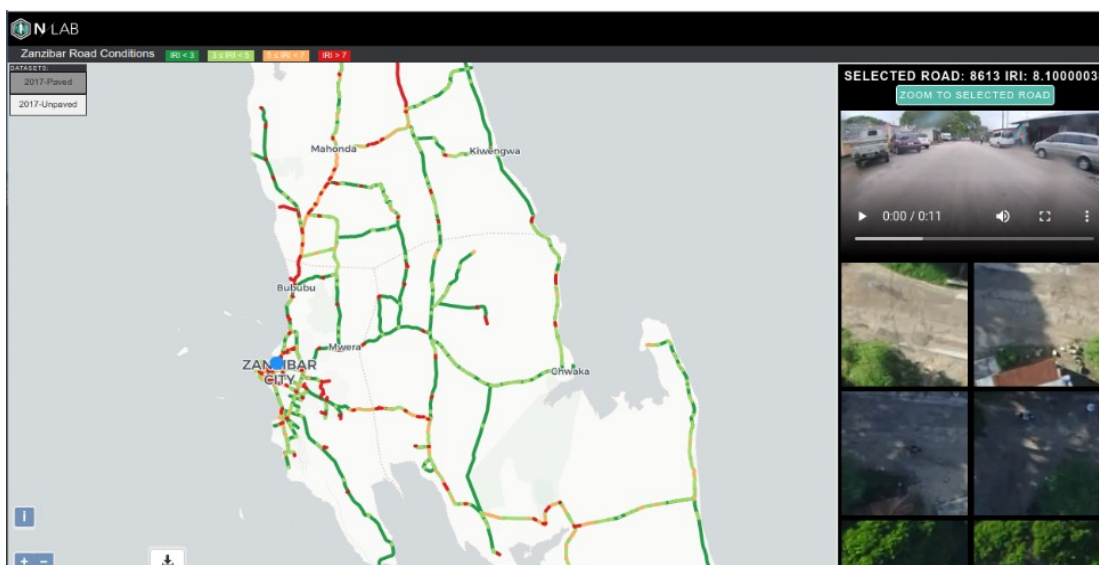 N/LAB
Zanzibar Road Conditions IRI < 3 3 ≤ IRI < 5 5 ≤ IRI < 7 IRI > 7
DATASETS:
2017-Paved
2017-Unpaved
SELECTED ROAD: 8613 IRI: 8.1000003
ZOOM TO SELECTED ROAD
Mahonda
Kiwengwa
0:00 / 0:11
Bububu
Mwera
ZANZIBAR
CITY
Chwaka
i
+ −